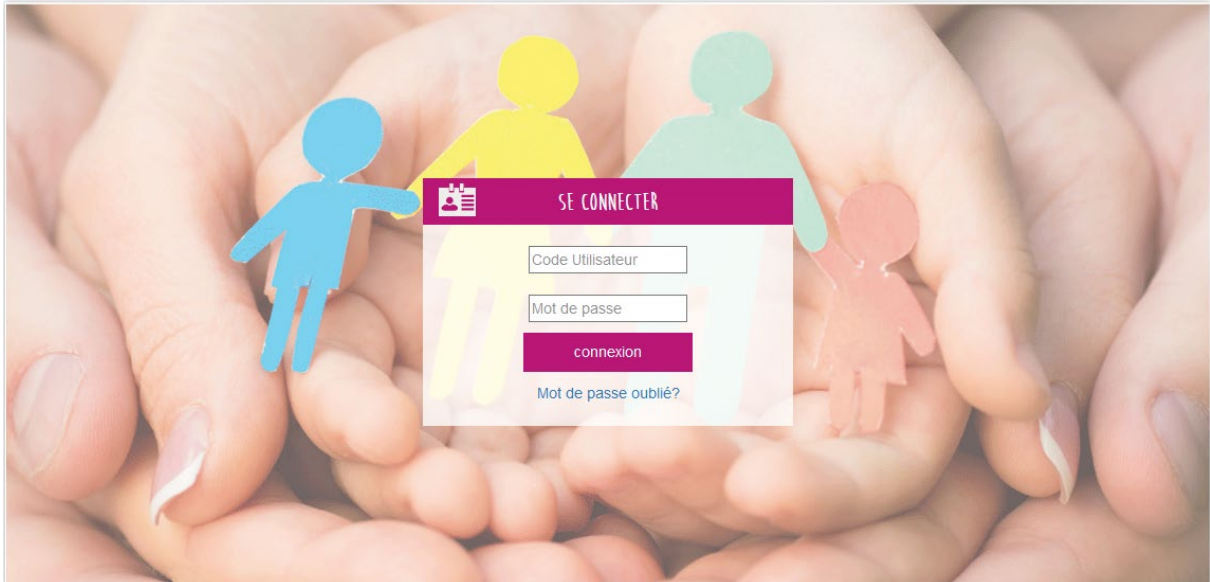 SE CONNECTER
Code Utilisateur
Mot de passe
connexion
Mot de passe oublié?